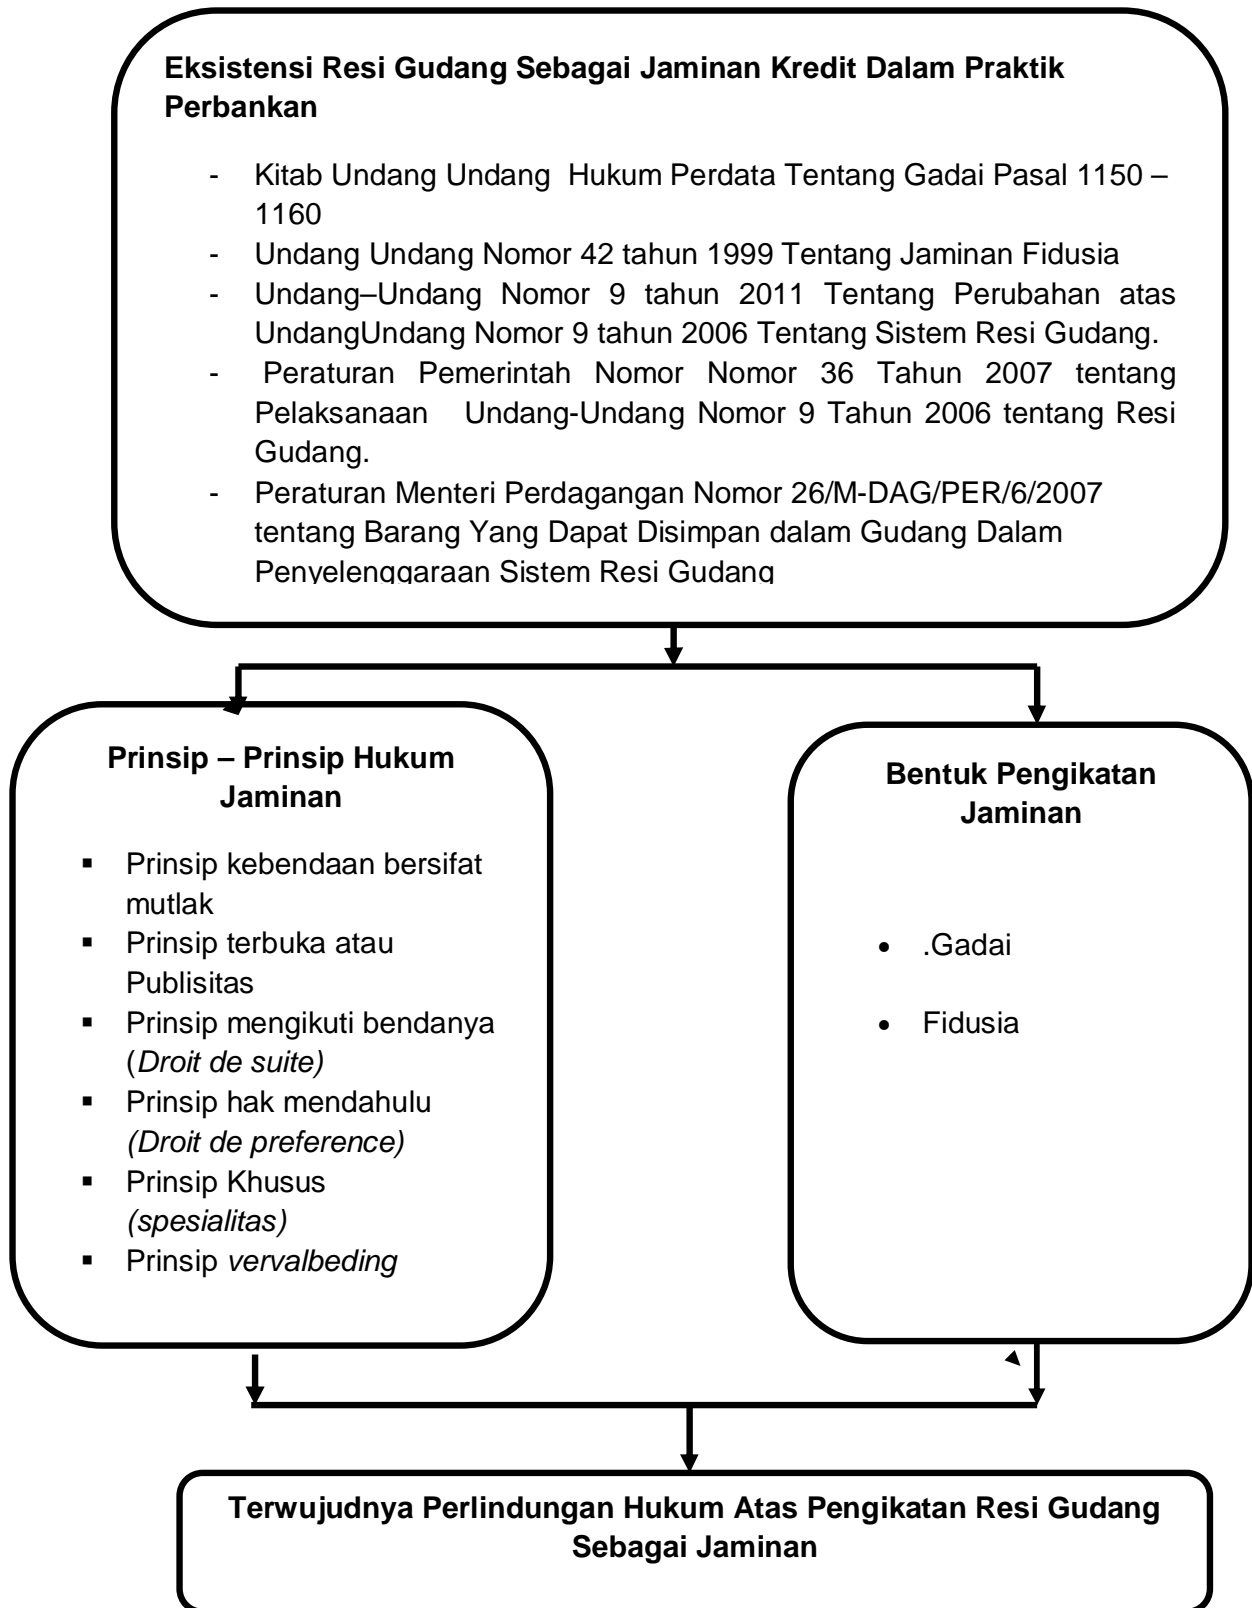 Eksistensi Resi Gudang Sebagai Jaminan Kredit Dalam Praktik
Perbankan
- Kitab Undang Undang  Hukum Perdata Tentang Gadai Pasal 1150 –
1160
- Undang Undang Nomor 42 tahun 1999 Tentang Jaminan Fidusia
- Undang–Undang Nomor 9 tahun 2011 Tentang Perubahan atas
UndangUndang Nomor 9 tahun 2006 Tentang Sistem Resi Gudang.
- Peraturan Pemerintah Nomor Nomor 36 Tahun 2007 tentang
Pelaksanaan Undang-Undang Nomor 9 Tahun 2006 tentang Resi
Gudang.
- Peraturan Menteri Perdagangan Nomor 26/M-DAG/PER/6/2007
tentang Barang Yang Dapat Disimpan dalam Gudang Dalam
Penyelenggaraan Sistem Resi Gudang
Prinsip – Prinsip Hukum
Jaminan
▪ Prinsip kebendaan bersifat
mutlak
▪ Prinsip terbuka atau
Publisitas
▪ Prinsip mengikuti bendanya
(Droit de suite)
▪ Prinsip hak mendahulu
(Droit de preference)
▪ Prinsip Khusus
(spesialitas)
▪ Prinsip vervalbeding
Bentuk Pengikatan
Jaminan
• .Gadai
• Fidusia
Terwujudnya Perlindungan Hukum Atas Pengikatan Resi Gudang
Sebagai Jaminan